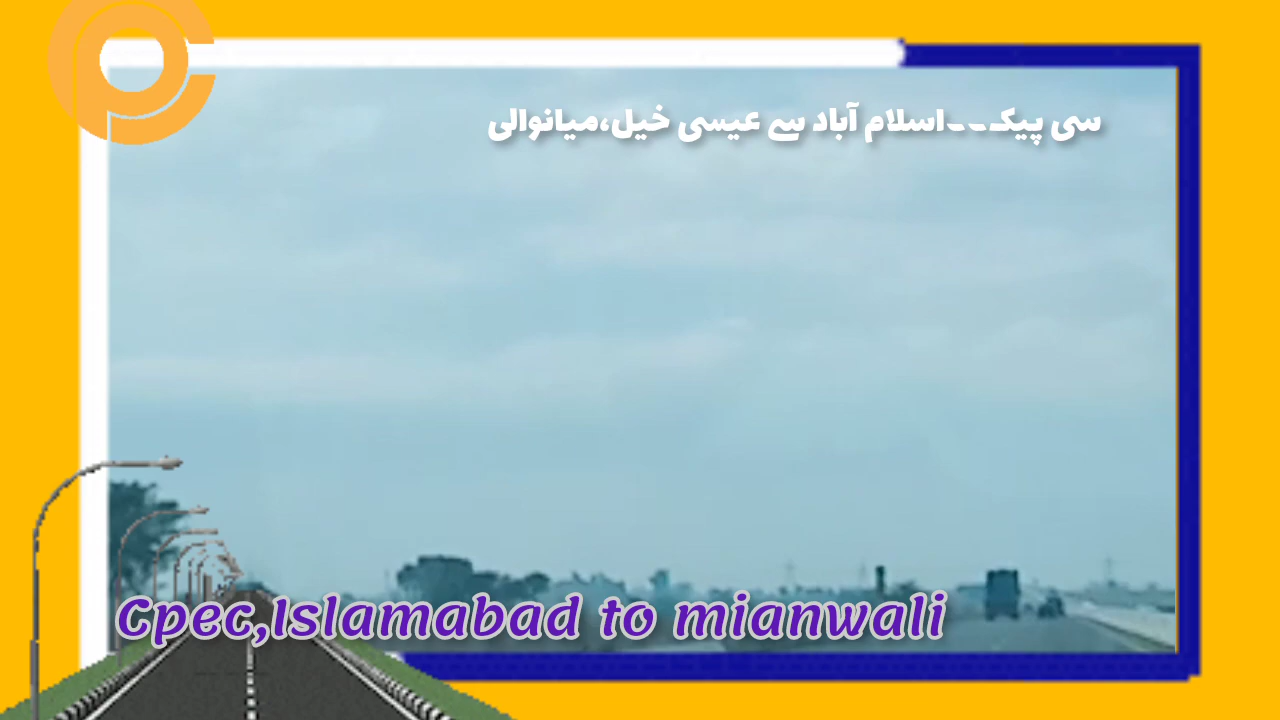 سی پیک--اسلام آباد سے عیسی خیل،میانوالی
Cpec,Islamabad to mianwali